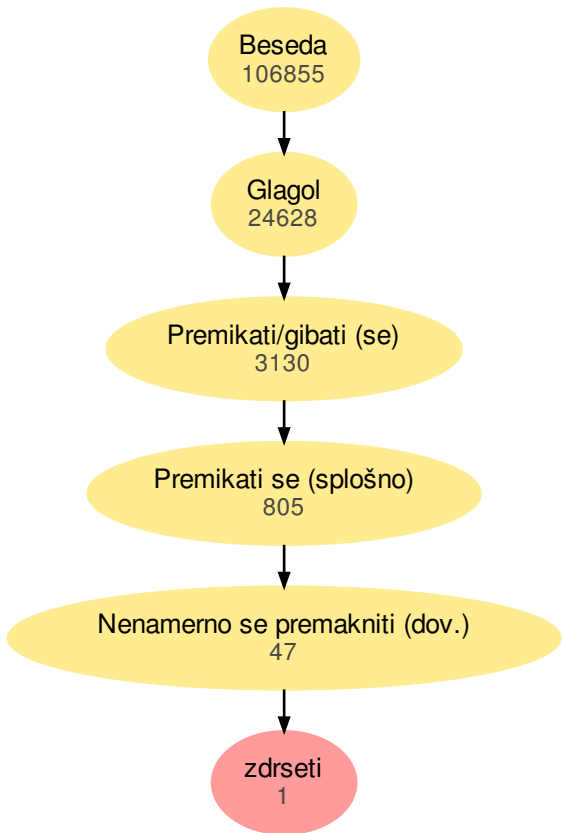 Beseda
106855
Glagol
24628
Premikati/gibati (se)
3130
Premikati se (splošno)
805
Nenamerno se premakniti (dov.)
47
zdrseti
1